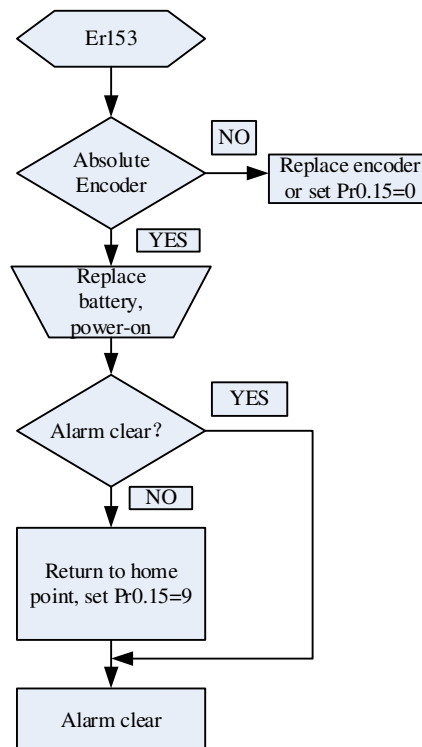 Er153
NO
Absolute
Encoder
Replace encoder
or set Pr0.15=0
YES
Replace
battery,
power-on
YES
Alarm clear？
NO
Return to home
point, set Pr0.15=9
Alarm clear